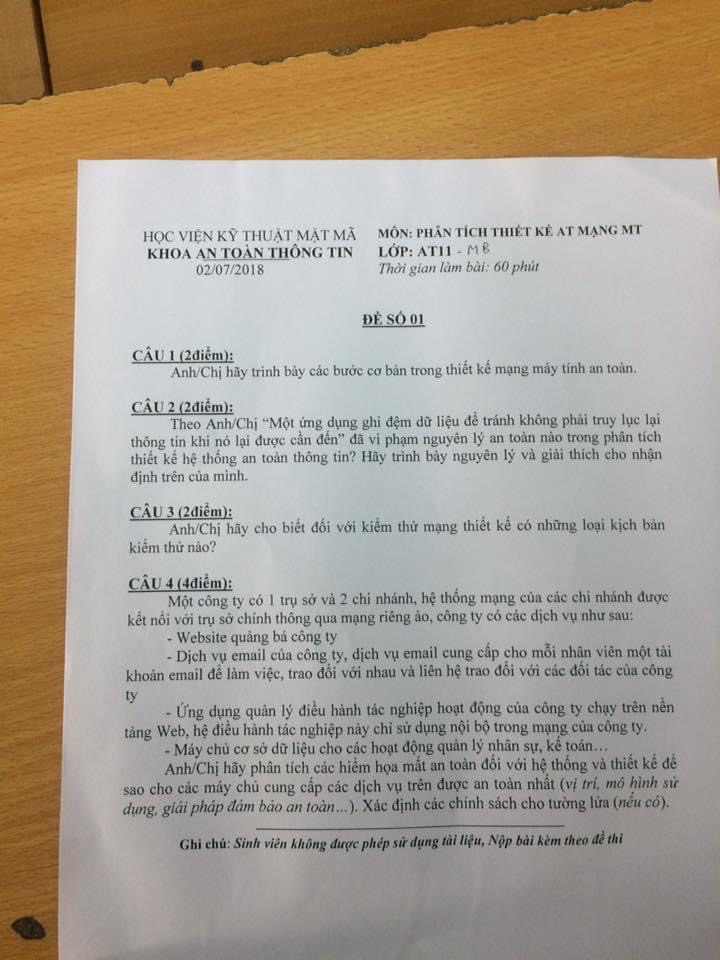 HỌC VIỆN KỸ THUẬT MẬT MÃ
KHOA AN TOÀN THÔNG TIN
02/07/2018
MÔN: PHÂN TÍCH THIẾT KẾ AT MẠNG MT
LỚP: AT11 - MB
Thời gian làm bài: 60 phút
ĐỀ SỐ 01
CÂU 1 (2điểm):
Anh/Chị hãy trình bày các bước cơ bản trong thiết kế mạng máy tính an toàn.
CÂU 2 (2điểm):
Theo Anh/Chị “Một ứng dụng ghi đệm dữ liệu để tránh không phải truy lục lại
thông tin khi nó lại được cần đến” đã vi phạm nguyên lý an toàn nào trong phân tích
thiết kế hệ thống an toàn thông tin? Hãy trình bày nguyên lý và giải thích cho nhận
định trên của mình.
CÂU 3 (2điểm):
Anh/Chị hãy cho biết đối với kiểm thử mạng thiết kế có những loại kịch bản
kiểm thử nào?
CÂU 4 (4điểm):
Một công ty có 1 trụ sở và 2 chi nhánh, hệ thống mạng của các chi nhánh được
kết nối với trụ sở chính thông qua mạng riêng ảo, công ty có các dịch vụ như sau:
- Website quảng bá công ty
- Dịch vụ email của công ty, dịch vụ email cung cấp cho mỗi nhân viên một tài
khoản email để làm việc, trao đổi với nhau và liên hệ trao đổi với các đối tác của công
ty
- Ứng dụng quản lý điều hành tác nghiệp hoạt động của công ty chạy trên nền
tảng Web, hệ điều hành tác nghiệp này chỉ sử dụng nội bộ trong mạng của công ty.
- Máy chủ cơ sở dữ liệu cho các hoạt động quản lý nhân sự, kế toán…
Anh/Chị hãy phân tích các hiểm họa mất an toàn đối với hệ thống và thiết kế để
sao cho các máy chủ cung cấp các dịch vụ trên được an toàn nhất (vị trí, mô hình sử
dụng, giải pháp đảm bảo an toàn…). Xác định các chính sách cho tường lửa (nếu có).
Ghi chú: Sinh viên không được phép sử dụng tài liệu, Nộp bài kèm theo đề thi